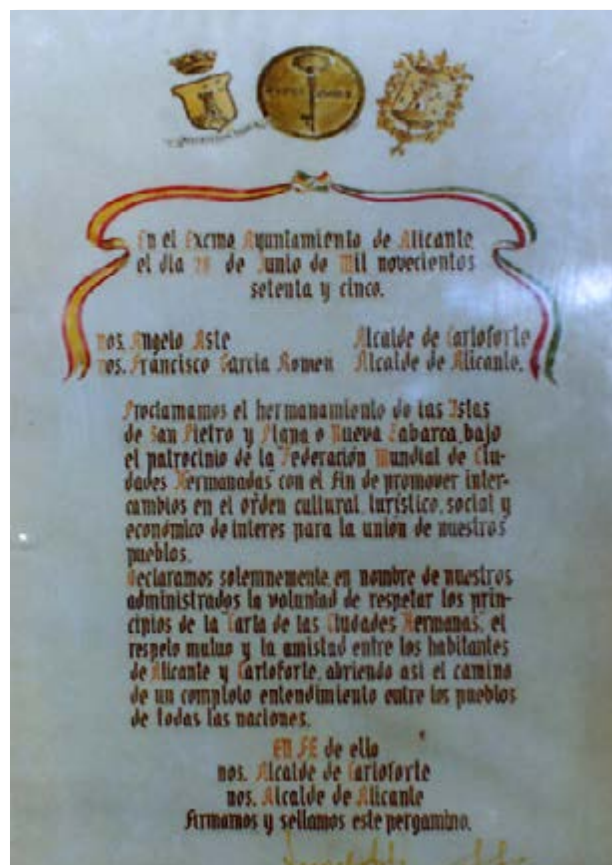 En el Excmo Ayuntamiento de Alicante
el dia 28 de Junio de Mil novecientos
setenta y cinco.
nos. Angelo Aste Alcalde de Carloforte
nos. Francisco Garcia Romeu Alcalde de Alicante.
Proclamamos el hermanamiento de las Islas
de San Pietro y Plana o Nueva Tabarca, bajo
el patrocinio de la Federación Mundial de Ciu-
dades Hermanadas con el fin de promover inter-
cambios en el orden cultural, turístico, social y
económico de interes para la union de nuestros
pueblos.
Declaramos solemnemente, en nombre de nuestros
administrados la voluntad de respetar los prin-
cipios de la Carta de las Ciudades Hermanas, el
respeto mutuo y la amistad entre los habitantes
de Alicante y Carloforte, abriendo asi el camino
de un completo entendimiento entre los pueblos
de todas las naciones.
EN FE de ello
nos. Alcalde de Carloforte
nos. Alcalde de Alicante
firmamos y sellamos este pergamino.